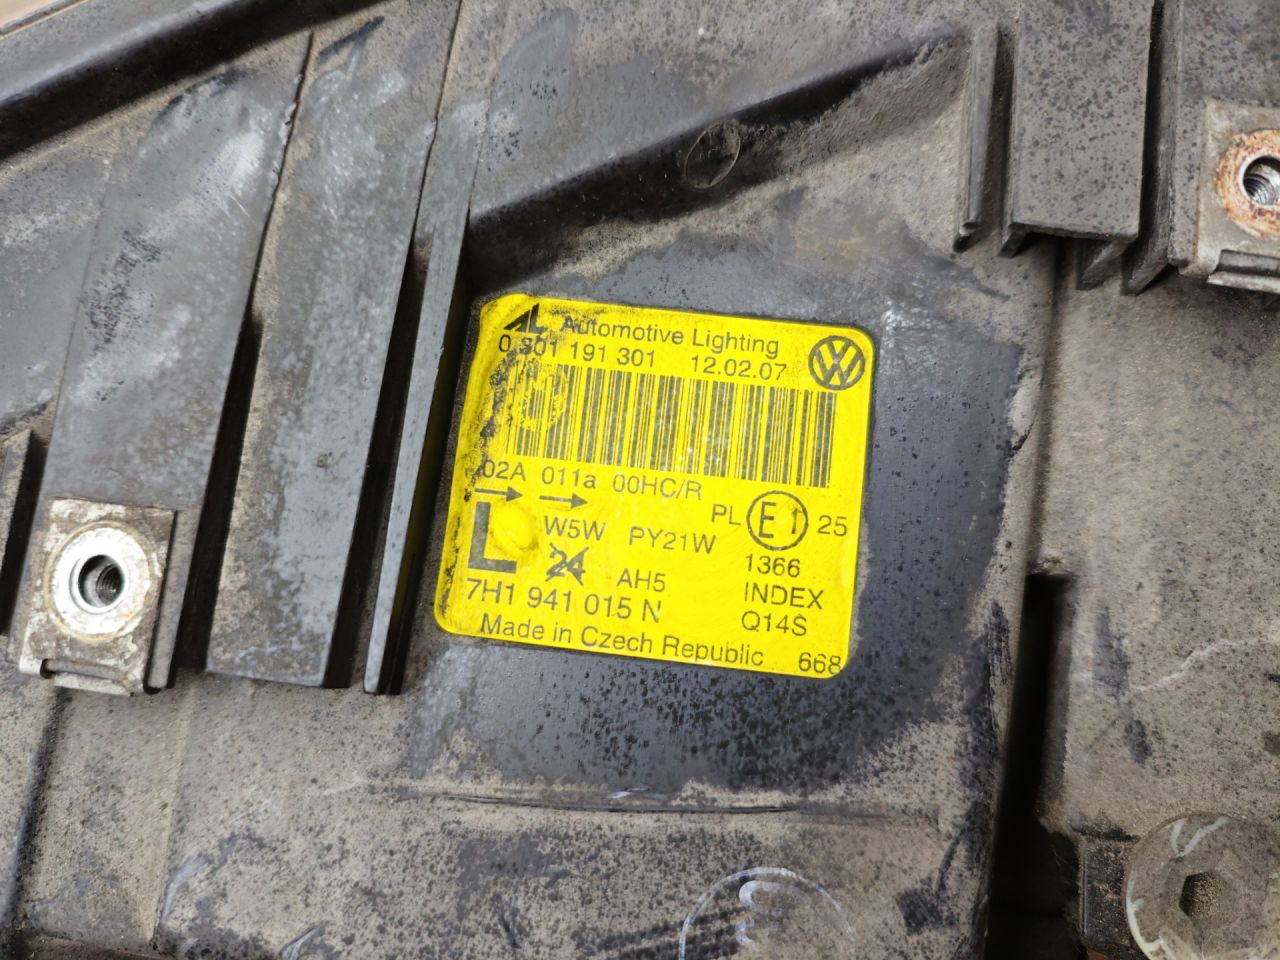 AL Automotive Lighting
0 301 191 301 12.02.07
02A 011a 00HC/R
PL E1 25
L W5W PY21W
1366
24 AH5
INDEX
7H1 941 015 N
Q14S
Made in Czech Republic 668